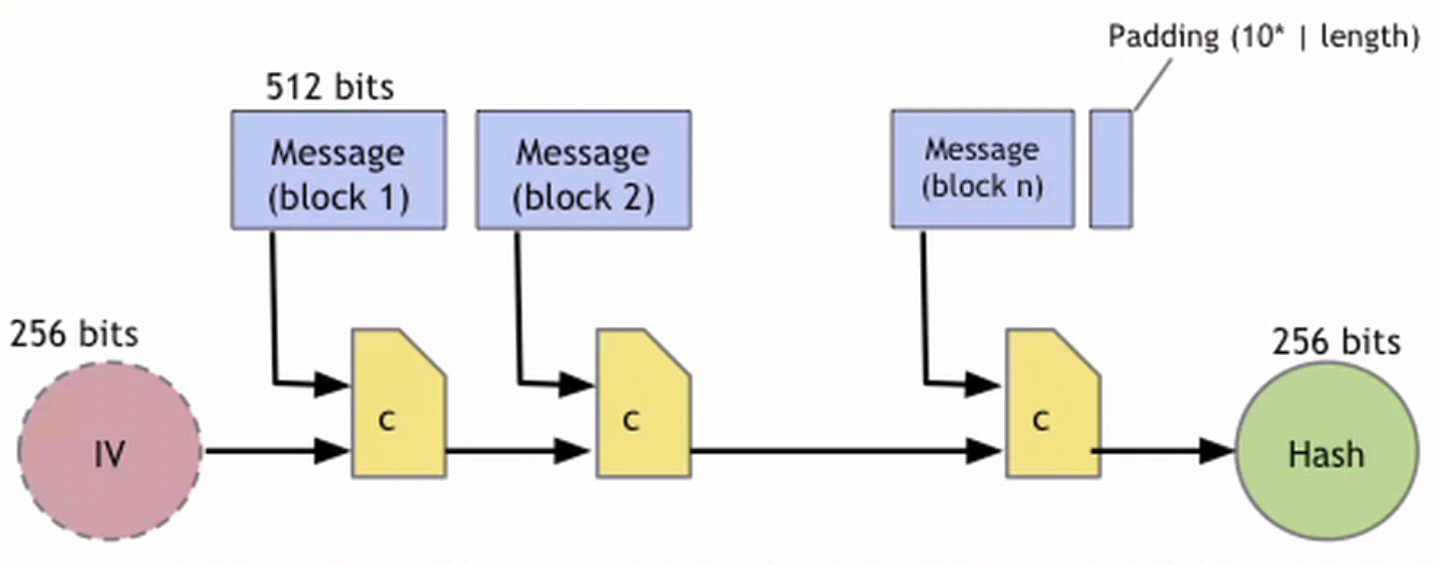 Padding (10* | length)
512 bits
Message
(block 1)
Message
(block 2)
Message
(block n)
256 bits
IV
c
c
c
256 bits
Hash